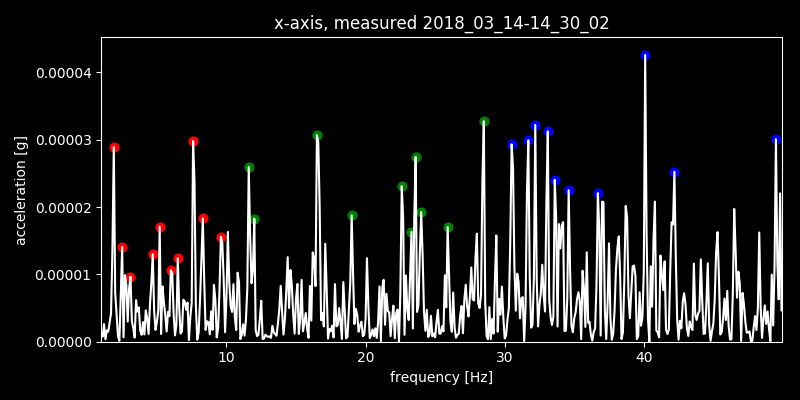 x-axis, measured 2018_03_14-14_30_02
0.00004
0.00003
0.00002
0.00001
0.00000
acceleration [g]
10 20 30 40
frequency [Hz]